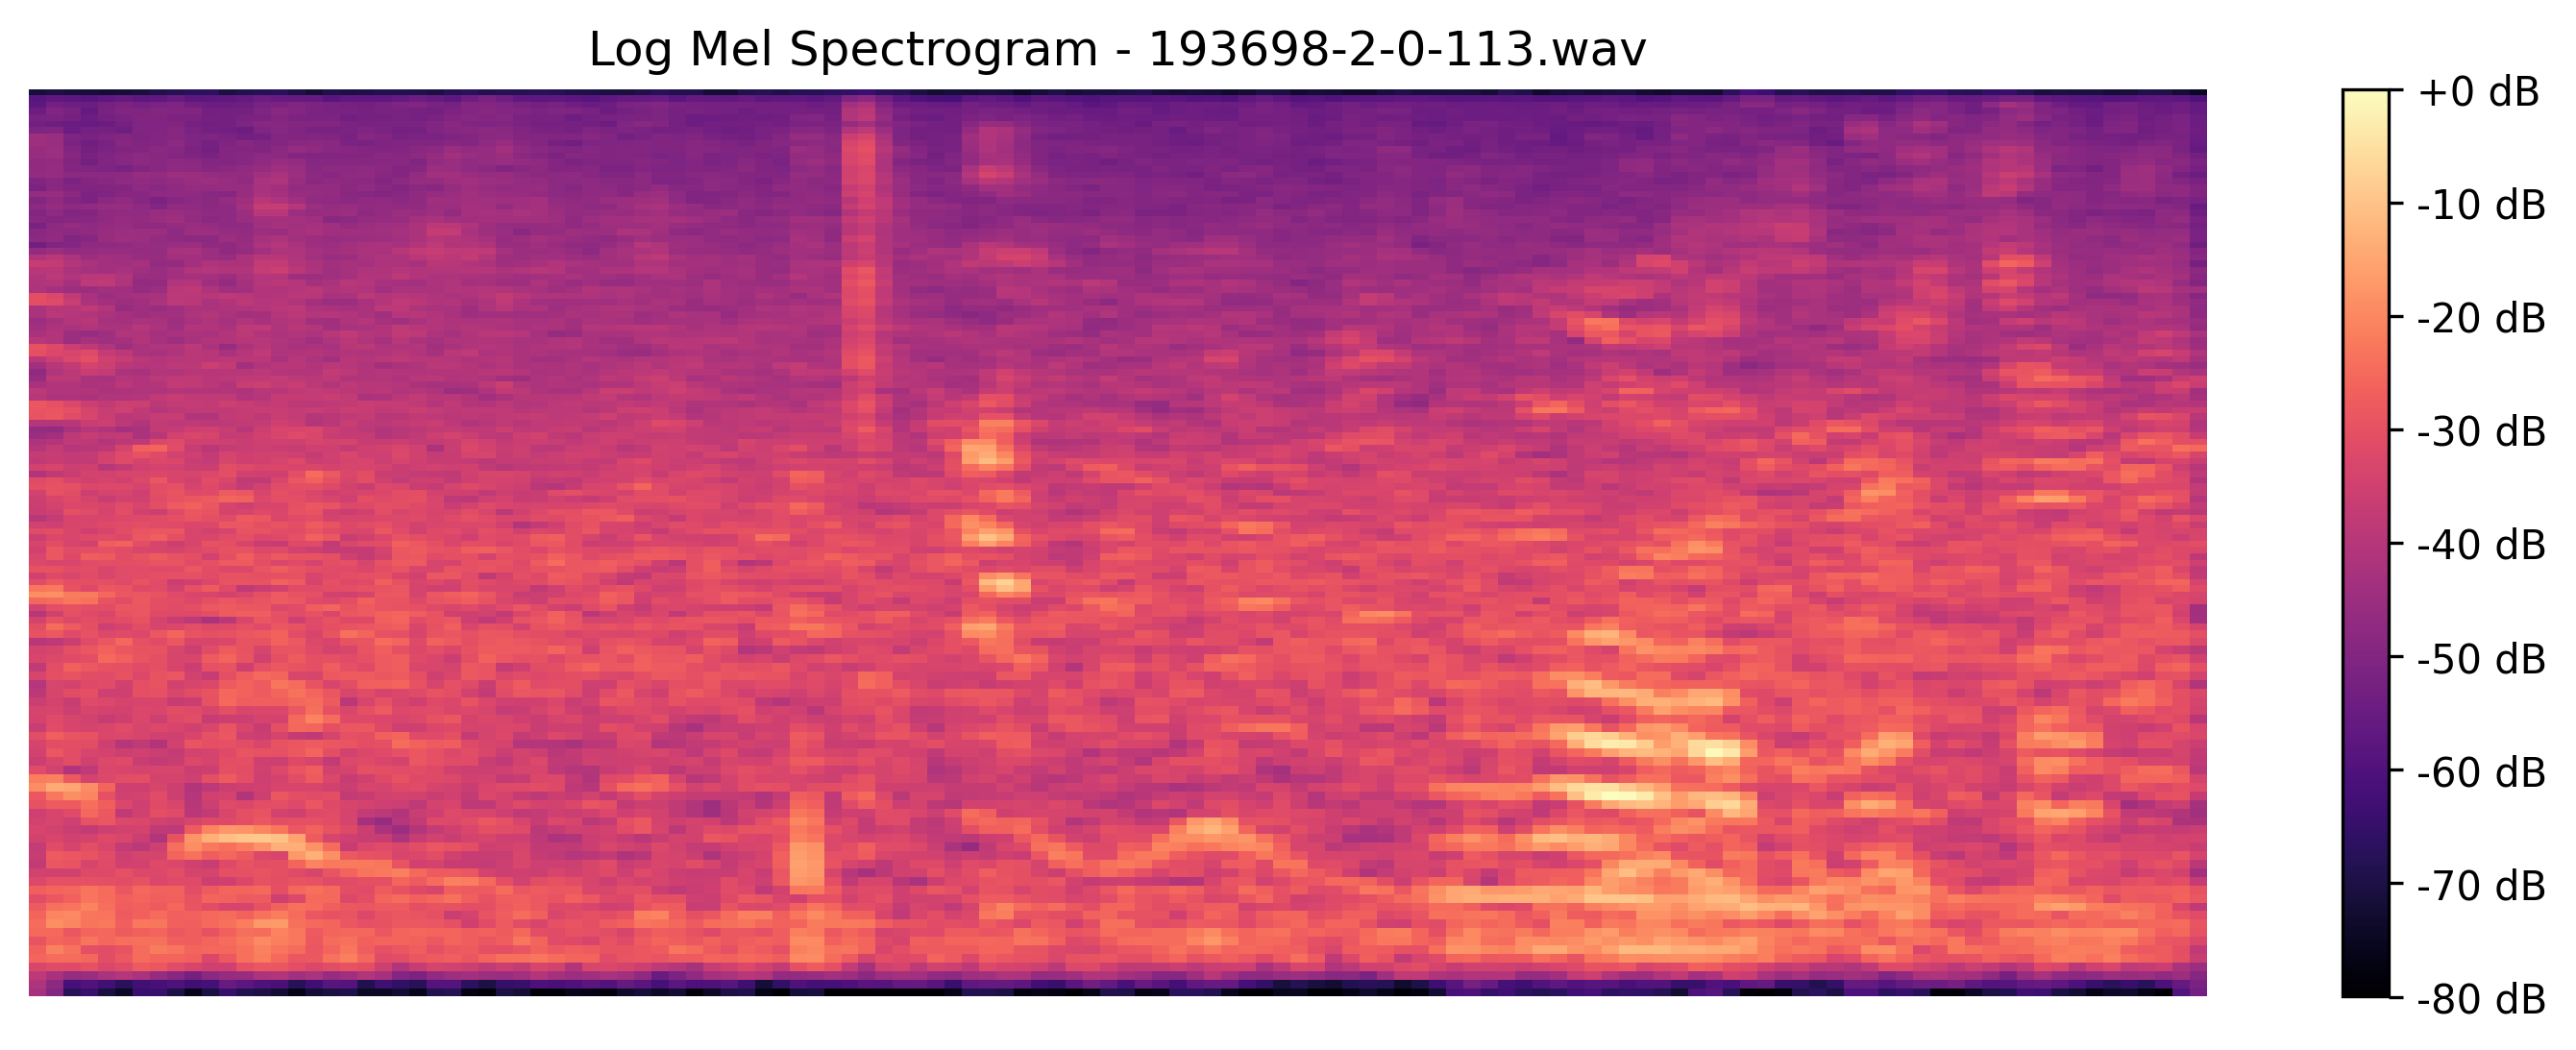 Log Mel Spectrogram - 193698-2-0-113.wav
+0 dB
-10 dB
-20 dB
-30 dB
-40 dB
-50 dB
-60 dB
-70 dB
-80 dB